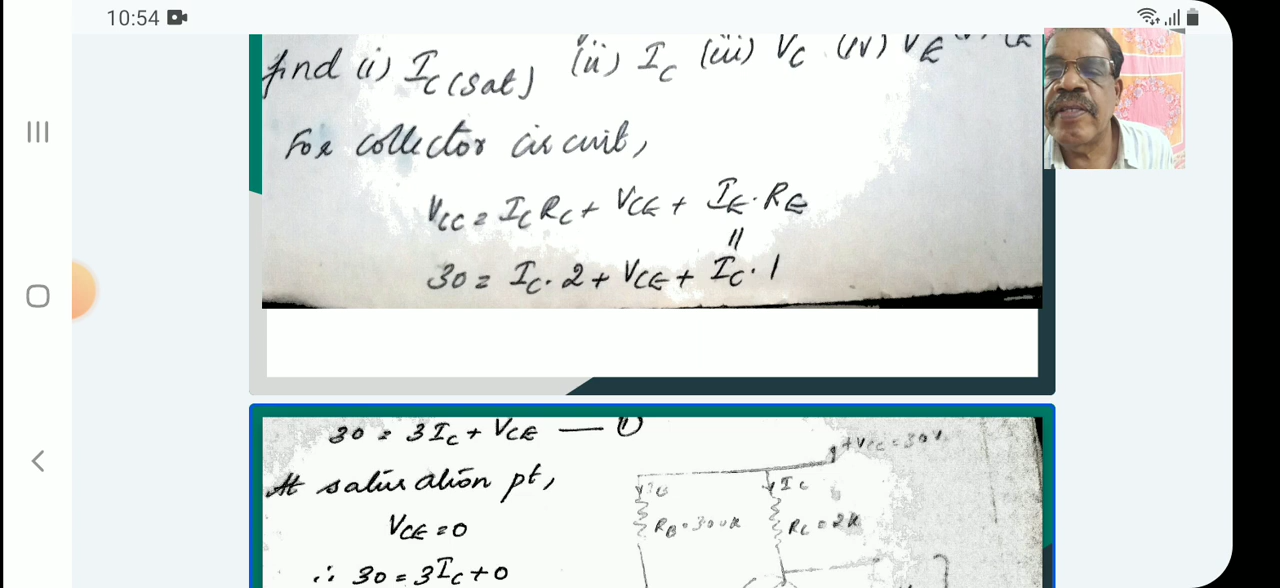 10:54
find (i) IC(sat) (ii) IC (iii) VC (iv) VE
For collector circuit,
VCC = IC RC + VCE + IE · RE
||
30 = IC · 2 + VCE + IC · 1
30 = 3IC + VCE — ①
+VCC = 30V
At saturation pt,
IC
RB = 300K RC = 2K
VCE = 0
∴ 30 = 3IC + 0